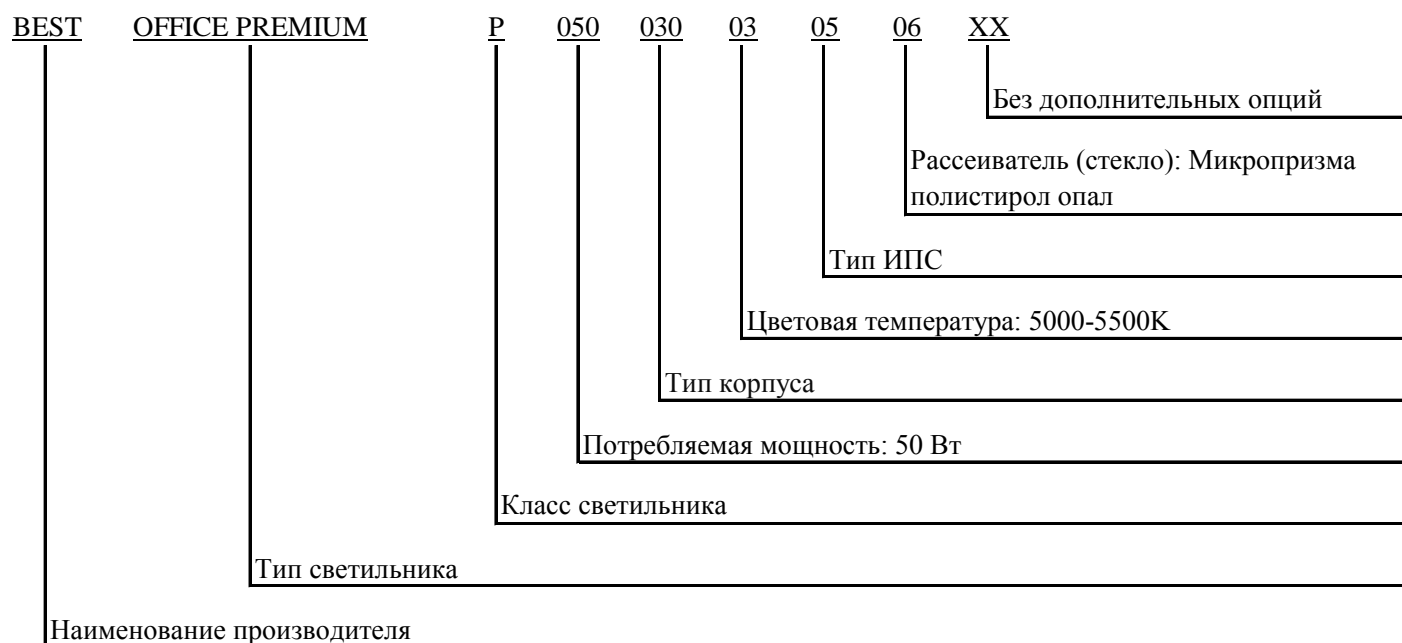 BEST OFFICE PREMIUM P 050 030 03 05 06 XX
Без дополнительных опций
Рассеиватель (стекло): Микропризма
полистирол опал
Тип ИПС
Цветовая температура: 5000-5500К
Тип корпуса
Потребляемая мощность: 50 Вт
Класс светильника
Тип светильника
Наименование производителя